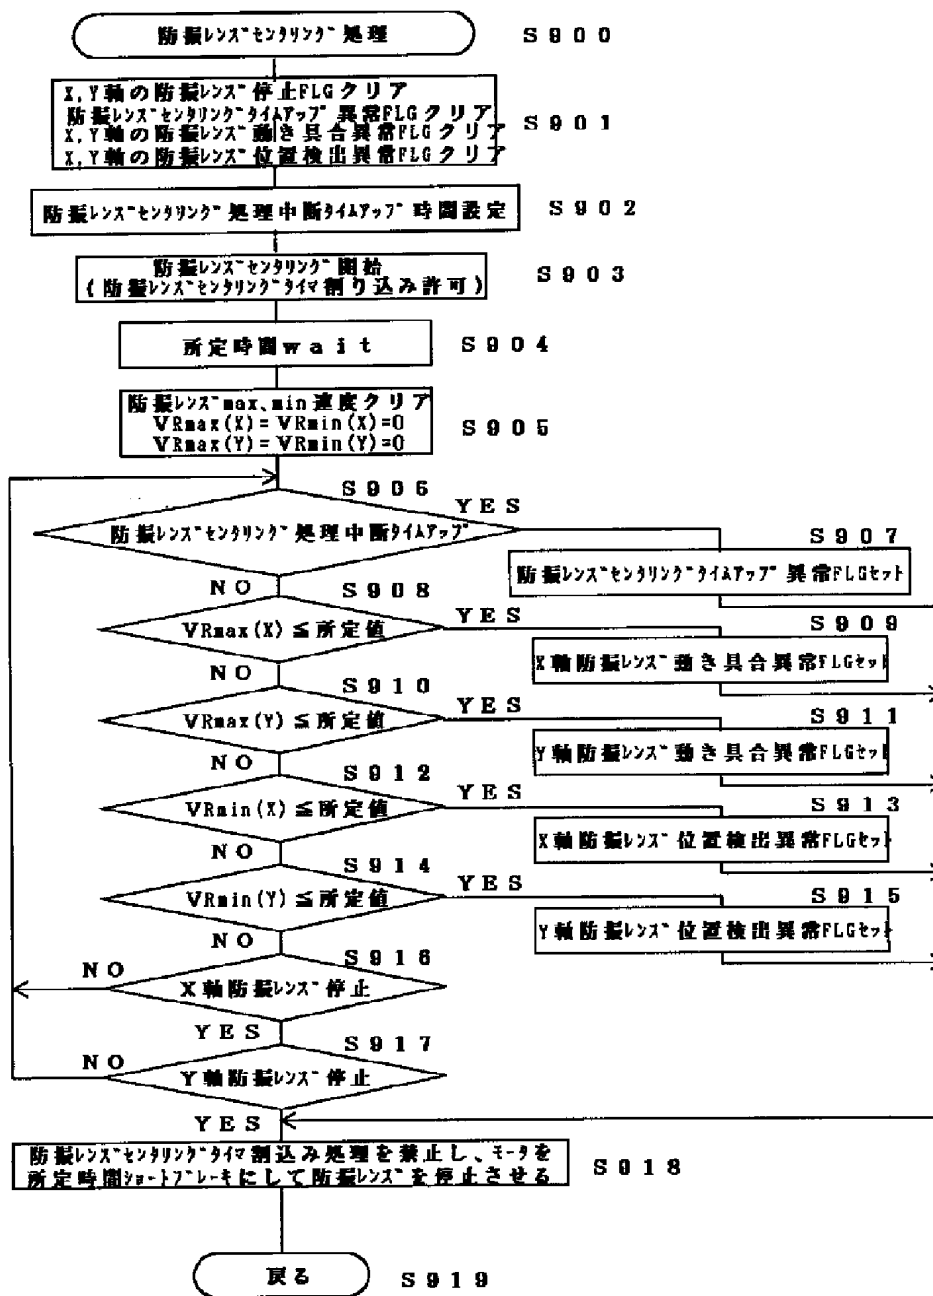 防振ﾚﾝｽﾞｾﾝﾀﾘﾝｸﾞ処理
S900
X,Y軸の防振ﾚﾝｽﾞ停止FLGクリア
防振ﾚﾝｽﾞｾﾝﾀﾘﾝｸﾞﾀｲﾑｱｯﾌﾟ異常FLGクリア
X,Y軸の防振ﾚﾝｽﾞ動き具合異常FLGクリア
X,Y軸の防振ﾚﾝｽﾞ位置検出異常FLGクリア
S901
防振ﾚﾝｽﾞｾﾝﾀﾘﾝｸﾞ処理中断ﾀｲﾑｱｯﾌﾟ時間設定
S902
防振ﾚﾝｽﾞｾﾝﾀﾘﾝｸﾞ開始
(防振ﾚﾝｽﾞｾﾝﾀﾘﾝｸﾞﾀｲﾏ割り込み許可)
S903
所定時間wait
S904
防振ﾚﾝｽﾞmax、min速度クリア
VRmax(X)=VRmin(X)=0
VRmax(Y)=VRmin(Y)=0
S905
S906
防振ﾚﾝｽﾞｾﾝﾀﾘﾝｸﾞ処理中断ﾀｲﾑｱｯﾌﾟ
YES
S907
防振ﾚﾝｽﾞｾﾝﾀﾘﾝｸﾞﾀｲﾑｱｯﾌﾟ異常FLGｾｯﾄ
NO
S908
VRmax(X)≦所定値
YES
S909
X軸防振ﾚﾝｽﾞ動き具合異常FLGｾｯﾄ
NO
S910
VRmax(Y)≦所定値
YES
S911
Y軸防振ﾚﾝｽﾞ動き具合異常FLGｾｯﾄ
NO
S912
VRmin(X)≦所定値
YES
S913
X軸防振ﾚﾝｽﾞ位置検出異常FLGｾｯﾄ
NO
S914
VRmin(Y)≦所定値
YES
S915
Y軸防振ﾚﾝｽﾞ位置検出異常FLGｾｯﾄ
NO
S916
NO
X軸防振ﾚﾝｽﾞ停止
YES
S917
NO
Y軸防振ﾚﾝｽﾞ停止
YES
防振ﾚﾝｽﾞｾﾝﾀﾘﾝｸﾞﾀｲﾏ割込み処理を禁止し、ﾓｰﾀを
所定時間ｼｮｰﾄﾌﾞﾚｰｷにして防振ﾚﾝｽﾞを停止させる
S918
戻る
S919